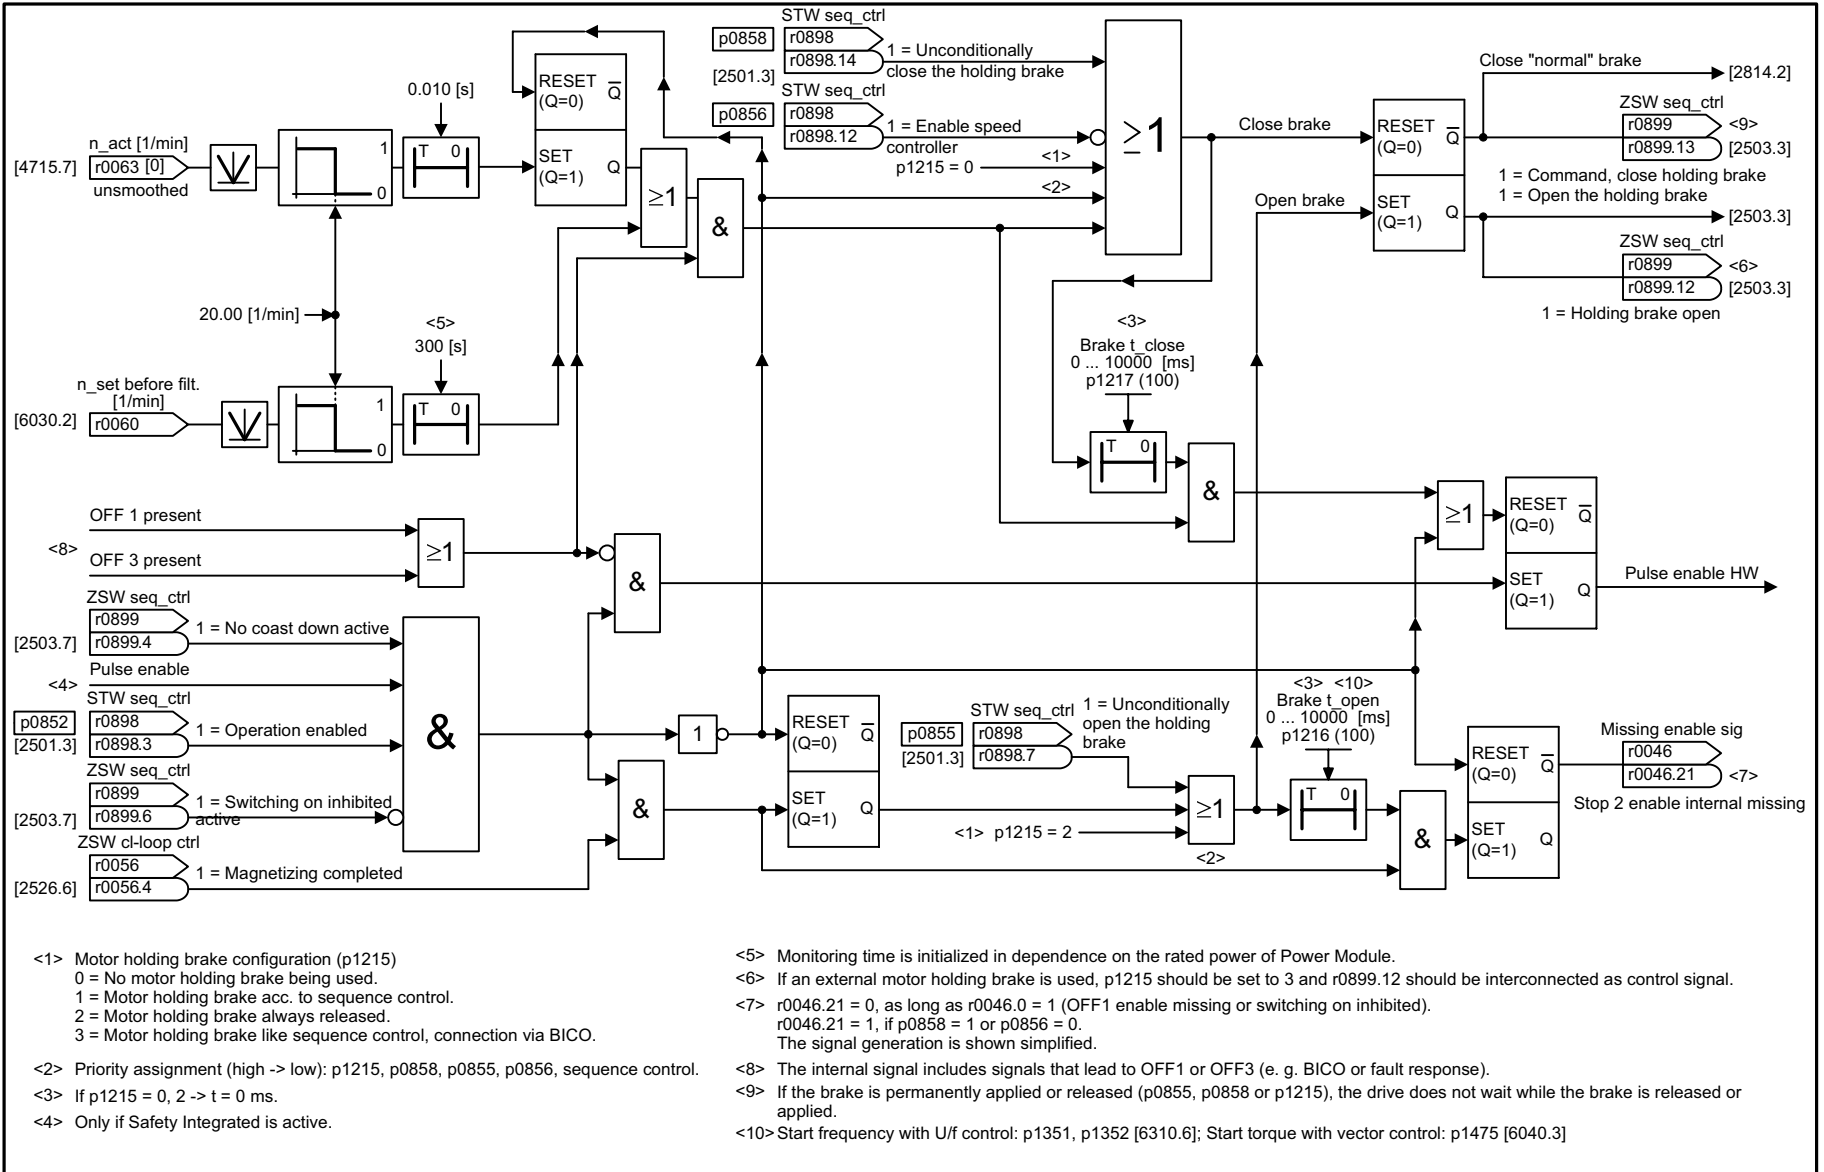 STW seq_ctrl
p0858
r0898
r0898.14
[2501.3]
1 = Unconditionally
close the holding brake
STW seq_ctrl
p0856
r0898
r0898.12
1 = Enable speed
controller
<1>
p1215 = 0
<2>
≥1
0.010 [s]
RESET
(Q=0)
Q
SET
(Q=1)
Q
n_act [1/min]
[4715.7]
r0063 [0]
unsmoothed
1
0
T 0
≥1
&
Close brake
Open brake
RESET
(Q=0)
Q
SET
(Q=1)
Q
Close "normal" brake
[2814.2]
ZSW seq_ctrl
r0899
<9>
r0899.13
[2503.3]
1 = Command, close holding brake
1 = Open the holding brake
[2503.3]
ZSW seq_ctrl
r0899
<6>
r0899.12
[2503.3]
1 = Holding brake open
20.00 [1/min]
<5>
300 [s]
n_set before filt.
[1/min]
[6030.2]
r0060
1
0
T 0
<3>
Brake t_close
0 ... 10000 [ms]
p1217 (100)
T 0
&
≥1
RESET
(Q=0)
Q
SET
(Q=1)
Q
Pulse enable HW
OFF 1 present
<8>
OFF 3 present
≥1
&
ZSW seq_ctrl
r0899
[2503.7]
r0899.4
1 = No coast down active
Pulse enable
<4>
STW seq_ctrl
p0852
r0898
[2501.3]
r0898.3
1 = Operation enabled
ZSW seq_ctrl
r0899
[2503.7]
r0899.6
1 = Switching on inhibited
active
ZSW cl-loop ctrl
r0056
[2526.6]
r0056.4
1 = Magnetizing completed
&
1
&
RESET
(Q=0)
Q
SET
(Q=1)
Q
STW seq_ctrl
p0855
r0898
[2501.3]
r0898.7
1 = Unconditionally
open the holding
brake
<1> p1215 = 2
≥1
<2>
<3> <10>
Brake t_open
0 ... 10000 [ms]
p1216 (100)
T 0
&
RESET
(Q=0)
Q
SET
(Q=1)
Q
Missing enable sig
r0046
r0046.21
<7>
Stop 2 enable internal missing
<1> Motor holding brake configuration (p1215)
0 = No motor holding brake being used.
1 = Motor holding brake acc. to sequence control.
2 = Motor holding brake always released.
3 = Motor holding brake like sequence control, connection via BICO.
<2> Priority assignment (high -> low): p1215, p0858, p0855, p0856, sequence control.
<3> If p1215 = 0, 2 -> t = 0 ms.
<4> Only if Safety Integrated is active.
<5> Monitoring time is initialized in dependence on the rated power of Power Module.
<6> If an external motor holding brake is used, p1215 should be set to 3 and r0899.12 should be interconnected as control signal.
<7> r0046.21 = 0, as long as r0046.0 = 1 (OFF1 enable missing or switching on inhibited).
r0046.21 = 1, if p0858 = 1 or p0856 = 0.
The signal generation is shown simplified.
<8> The internal signal includes signals that lead to OFF1 or OFF3 (e. g. BICO or fault response).
<9> If the brake is permanently applied or released (p0855, p0858 or p1215), the drive does not wait while the brake is released or
applied.
<10> Start frequency with U/f control: p1351, p1352 [6310.6]; Start torque with vector control: p1475 [6040.3]